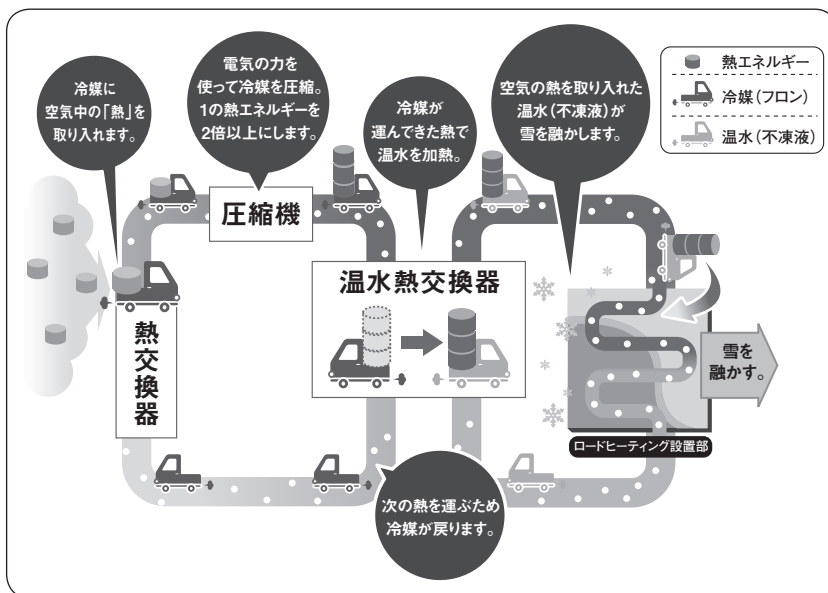 冷媒に
空気中の「熱」を
取り入れます。
電気の力を
使って冷媒を圧縮。
1の熱エネルギーを
2倍以上にします。
冷媒が
運んできた熱で
温水を加熱。
空気の熱を取り入れた
温水(不凍液)が
雪を融かします。
熱エネルギー
冷媒(フロン)
温水(不凍液)
圧縮機
温水熱交換器
熱交換器
雪を
融かす。
ロードヒーティング設置部
次の熱を運ぶため
冷媒が戻ります。